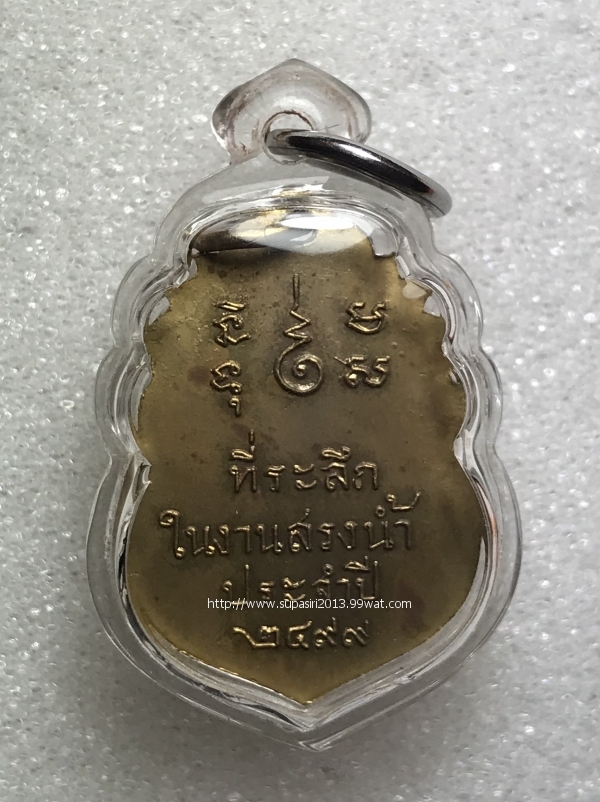 ที่ระลึก
ในงานสรงน้ำ
ประจำปี
http://www.supasiri2013.99wat.com
๒๔๙๙